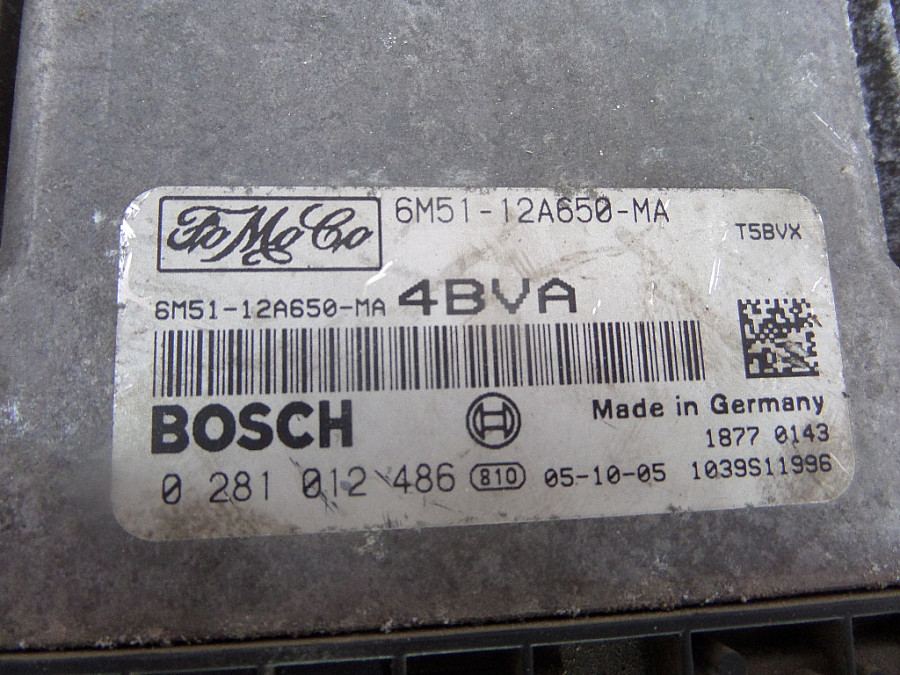 FoMoCo 6M51-12A650-MA
T5BVX
6M51-12A650-MA 4BVA
BOSCH
Made in Germany
1877 0143
0 281 012 486 810 05-10-05 1039S11996